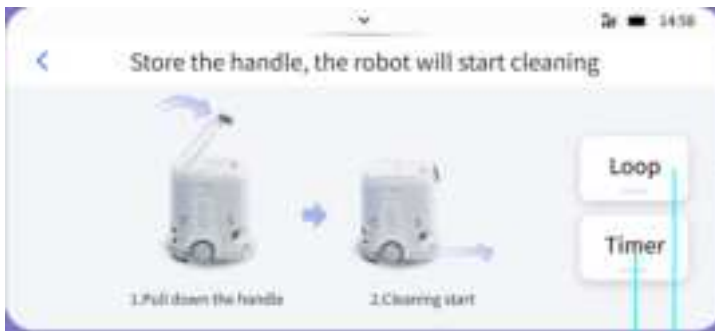 14:58
Store the handle, the robot will start cleaning
Loop
Timer
1.Pull down the handle
2.Cleaning start